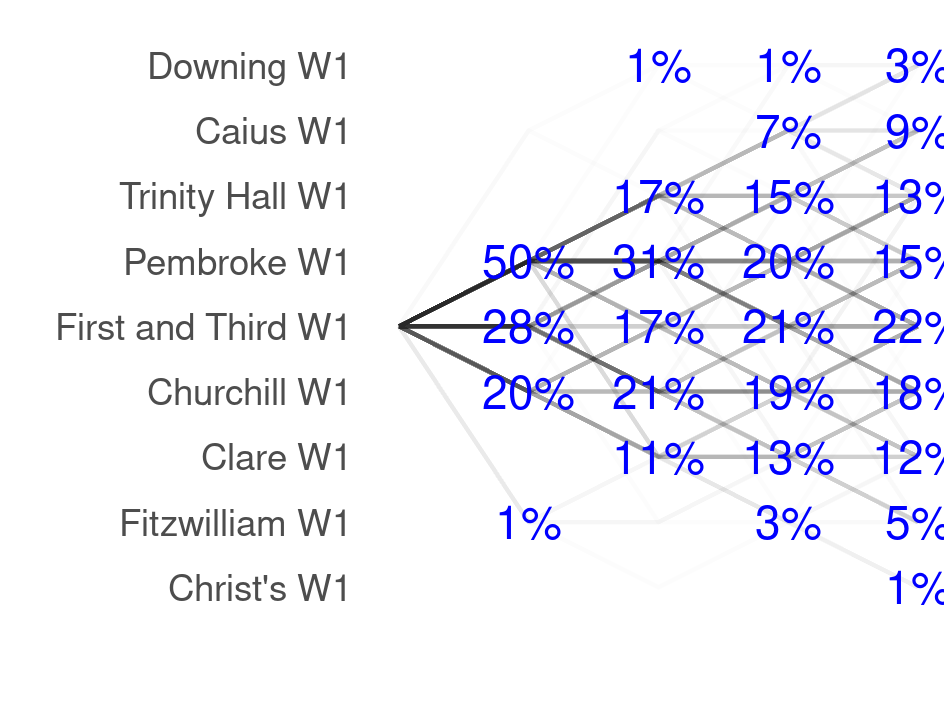 Downing W1 1% 1% 3%
Caius W1 7% 9%
Trinity Hall W1 17% 15% 13%
Pembroke W1 50% 31% 20% 15%
First and Third W1 28% 17% 21% 22%
Churchill W1 20% 21% 19% 18%
Clare W1 11% 13% 12%
Fitzwilliam W1 1% 3% 5%
Christ's W1 1%